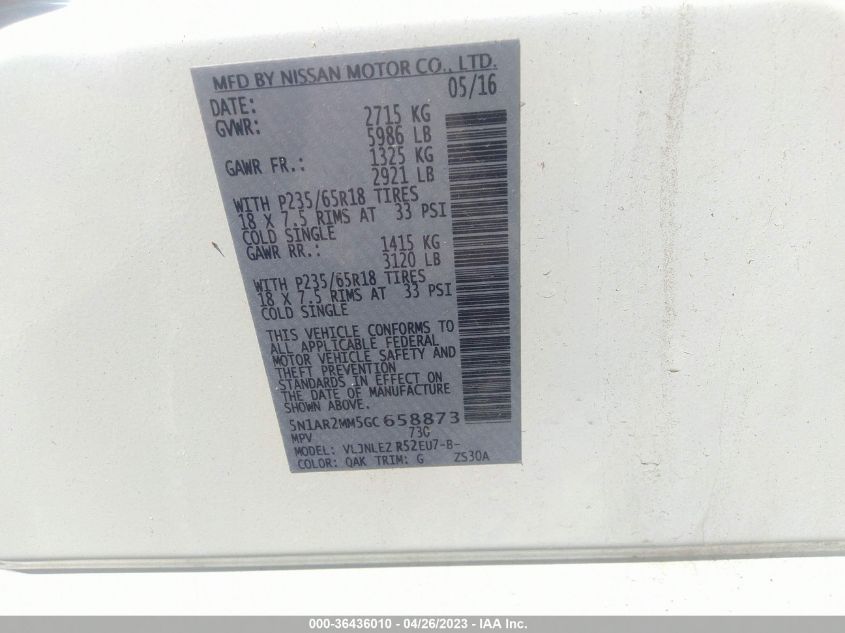 MFD BY NISSAN MOTOR CO., LTD.
DATE: 05/16
GVWR: 2715 KG
5986 LB
GAWR FR.: 1325 KG
2921 LB
WITH P235/65R18 TIRES
18 X 7.5 RIMS AT 33 PSI
COLD SINGLE
GAWR RR.: 1415 KG
3120 LB
WITH P235/65R18 TIRES
18 X 7.5 RIMS AT 33 PSI
COLD SINGLE
THIS VEHICLE CONFORMS TO
ALL APPLICABLE FEDERAL
MOTOR VEHICLE SAFETY AND
THEFT PREVENTION
STANDARDS IN EFFECT ON
THE DATE OF MANUFACTURE
SHOWN ABOVE.
5N1AR2MM5GC658873
MPV 73G
MODEL: VLJNLEZ R52EU7-B-
COLOR: QAK TRIM: G ZS30A
000-36436010 - 04/26/2023 - IAA Inc.